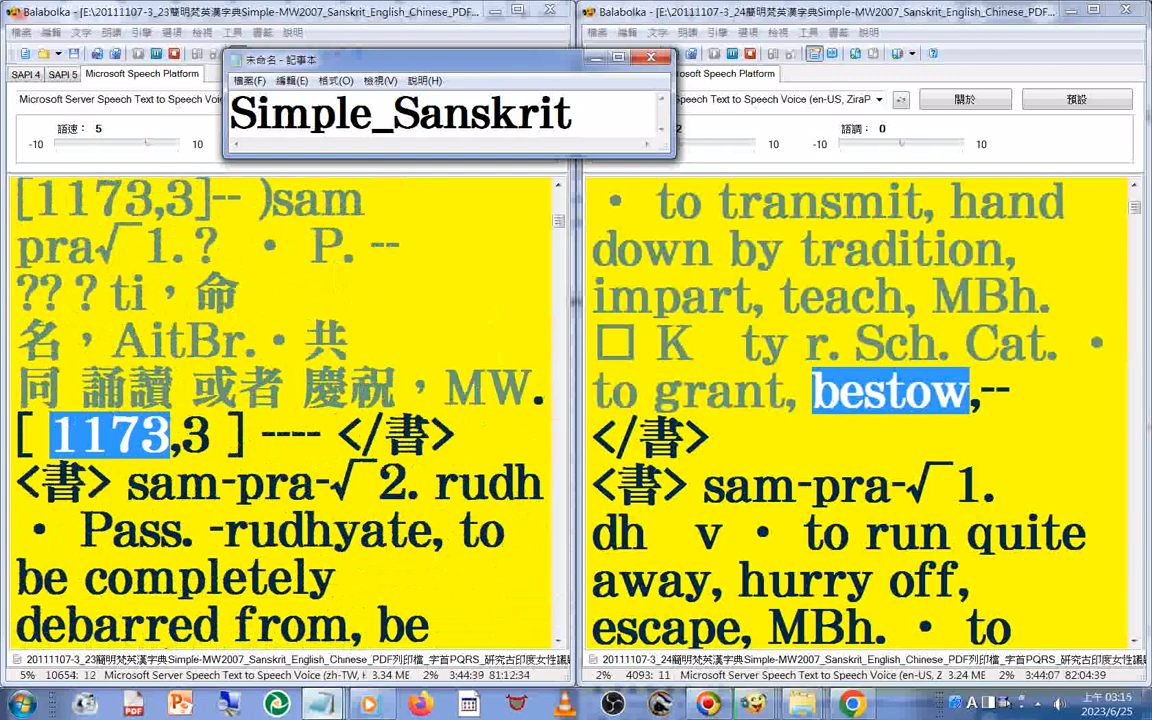 Balabolka - [E:\20111107-3_23簡明梵英漢字典Simple-MW2007_Sanskrit_English_Chinese_PDF...
檔案 編輯 文字 朗讀 引擎 選項 檢視 工具 書籤 說明
SAPI 4 SAPI 5 Microsoft Speech Platform
Microsoft Server Speech Text to Speech Voi
語速： 5
-10 10
未命名 - 記事本
檔案(F) 編輯(E) 格式(O) 檢視(V) 說明(H)
Simple_Sanskrit
[1173,3]-- )sam
pra√ 1. ? • P. --
?? ? ti，命
名，AitBr.•共
同 誦讀 或者 慶祝，MW.
[ 1173,3 ] ---- </書>
<書> sam-pra-√ 2. rudh
• Pass. -rudhyate, to
be completely
debarred from, be
20111107-3_23簡明梵英漢字典Simple-MW2007_Sanskrit_English_Chinese_PDF列印檔_字首PQRS_研究古印度女性議
5% 10654: 12 Microsoft Server Speech Text to Speech Voice (zh-TW, 3.34 ME 2% 3:44:39 81:12:34
Balabolka - [E:\20111107-3_24簡明梵英漢字典Simple-MW2007_Sanskrit_English_Chinese_PDF...
檔案 編輯 文字 朗讀 引擎 選項 檢視 工具 書籤 說明
Microsoft Speech Platform
Speech Text to Speech Voice (en-US, ZiraP
關於 預設
2 10
語調： 0
-10 10
• to transmit, hand
down by tradition,
impart, teach, MBh.
□ K ty r. Sch. Cat. •
to grant, bestow,--
</書>
<書> sam-pra-√ 1.
dh v • to run quite
away, hurry off,
escape, MBh. • to
20111107-3_24簡明梵英漢字典Simple-MW2007_Sanskrit_English_Chinese_PDF列印檔_字首PQRS_研究古印度女性議
2% 4093: 11 Microsoft Server Speech Text to Speech Voice (en-US, Z 3.24 ME 2% 3:44:07 82:04:39
上午 03:15
2023/6/25